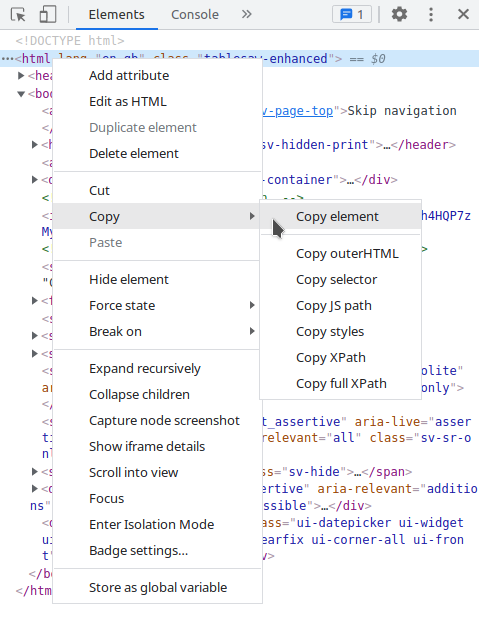 Elements Console » 1
<!DOCTYPE html>
<html lang="en-gb" class="tablesaw-enhanced"> == $0
<hea
Add attribute
<bo
Edit as HTML
<a v-page-top">Skip navigation
Duplicate element
</
<h sv-hidden-print">…</header>
Delete element
<a
<d -container">…</div>
Cut
< -->
Copy
Copy element
<i h4HQP7z
My
Paste
< >
Copy outerHTML
<s
Hide element
Copy selector
"(
Force state
Copy JS path
<f
<s
Break on
Copy styles
<s
<s
Copy XPath
Expand recursively
<s olite"
Copy full XPath
ar only">
Collapse children
</
Capture node screenshot
<s t_assertive" aria-live="asser
ti relevant="all" class="sv-sr-o
Show iframe details
nl
Scroll into view
<s ss="sv-hide">…</span>
<d ertive" aria-relevant="additio
Focus
ns" ssible">…</div>
Enter Isolation Mode
<d ss="ui-datepicker ui-widget
ui earfix ui-corner-all ui-fron
Badge settings...
t" v>
</b
Store as global variable
</htm